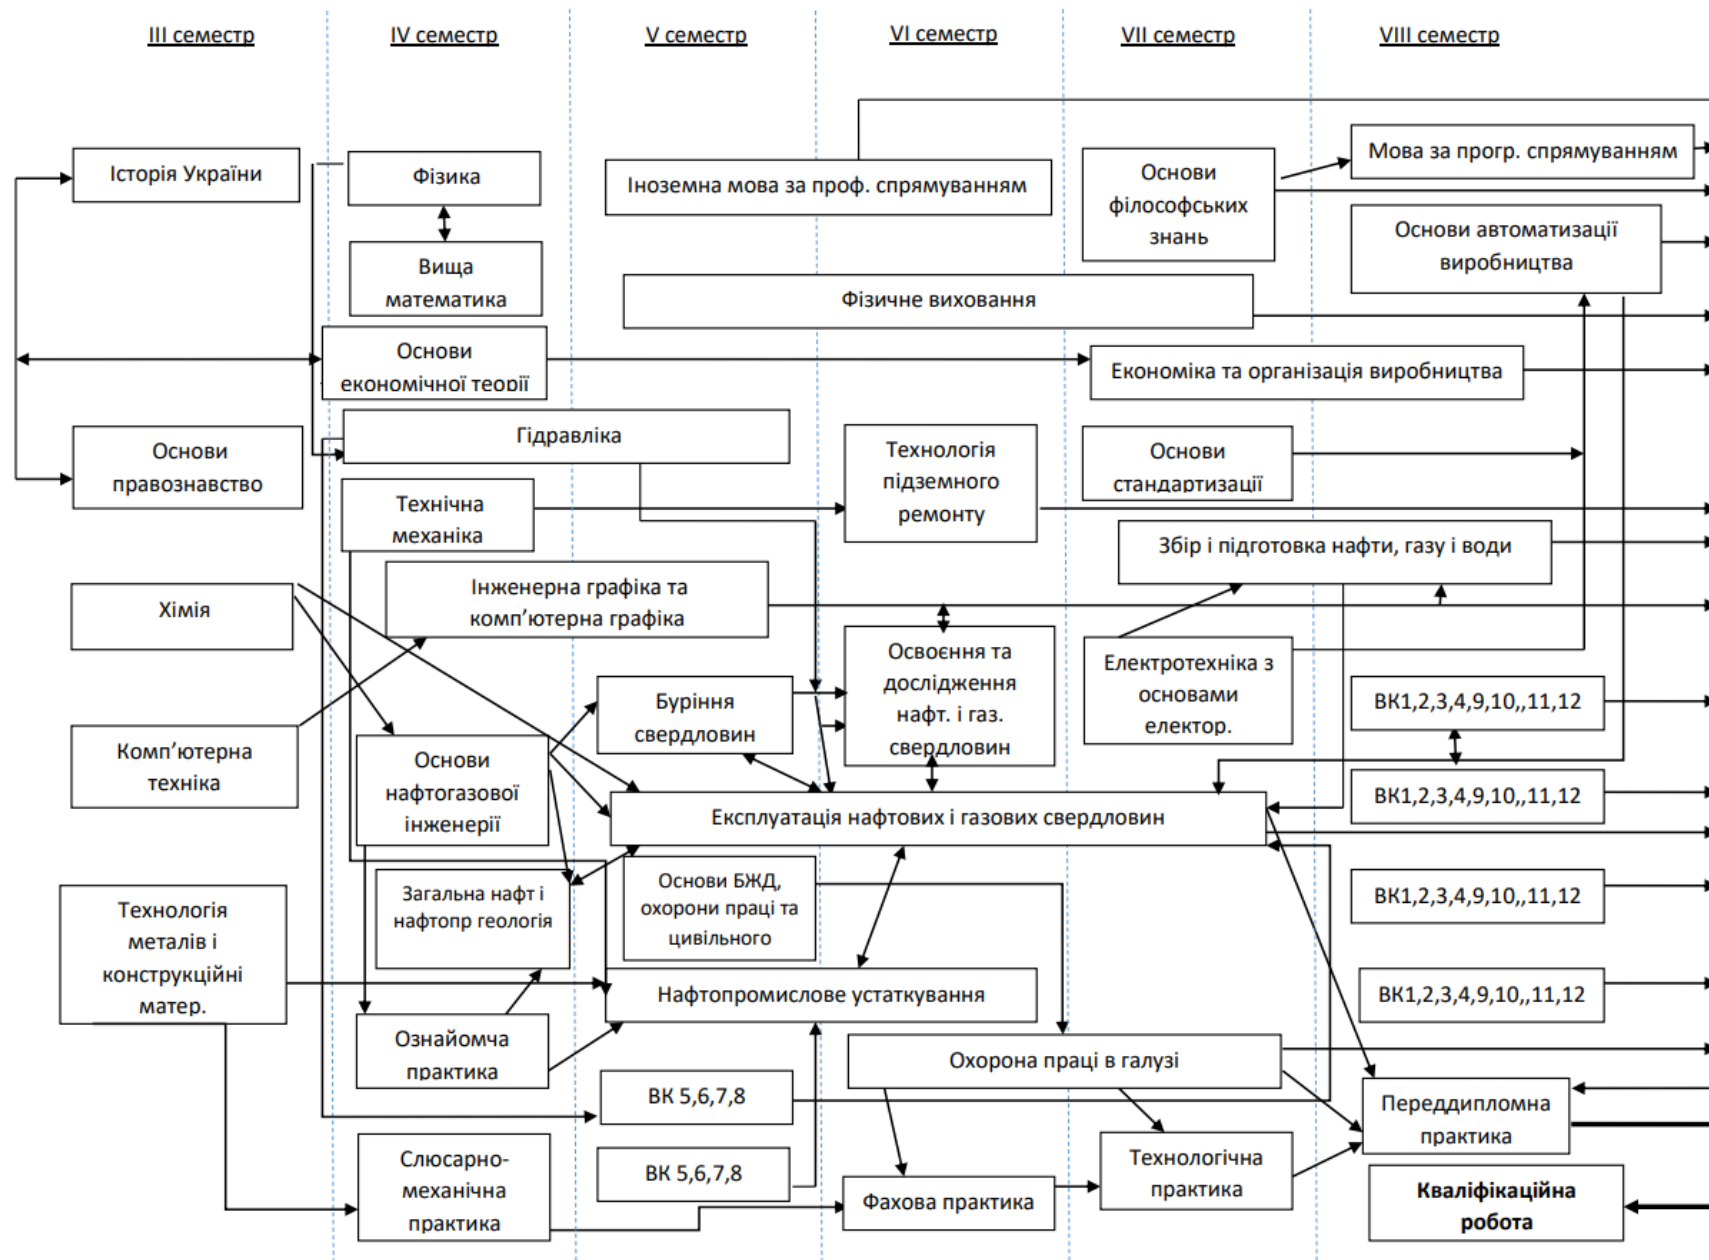 III семестр
IV семестр
V семестр
VI семестр
VII семестр
VIII семестр
Історія України
Основи
правознавство
Хімія
Комп’ютерна
техніка
Технологія
металів і
конструкційні
матер.
Фізика
Вища
математика
Основи
економічної теорії
Гідравліка
Технічна
механіка
Інженерна графіка та
комп’ютерна графіка
Основи
нафтогазової
інженерії
Загальна нафт і
нафтопр геологія
Ознайомча
практика
Слюсарно-
механічна
практика
Іноземна мова за проф. спрямуванням
Фізичне виховання
Буріння
свердловин
Експлуатація нафтових і газових свердловин
Основи БЖД,
охорони праці та
цивільного
Нафтопромислове устаткування
ВК 5,6,7,8
ВК 5,6,7,8
Технологія
підземного
ремонту
Освоєння та
дослідження
нафт. і газ.
свердловин
Охорона праці в галузі
Фахова практика
Основи
філософських
знань
Економіка та організація виробництва
Основи
стандартизації
Збір і підготовка нафти, газу і води
Електротехніка з
основами
електор.
Технологічна
практика
Мова за прогр. спрямуванням
Основи автоматизації
виробництва
ВК1,2,3,4,9,10,,11,12
ВК1,2,3,4,9,10,,11,12
ВК1,2,3,4,9,10,,11,12
ВК1,2,3,4,9,10,,11,12
Переддипломна
практика
Кваліфікаційна
робота